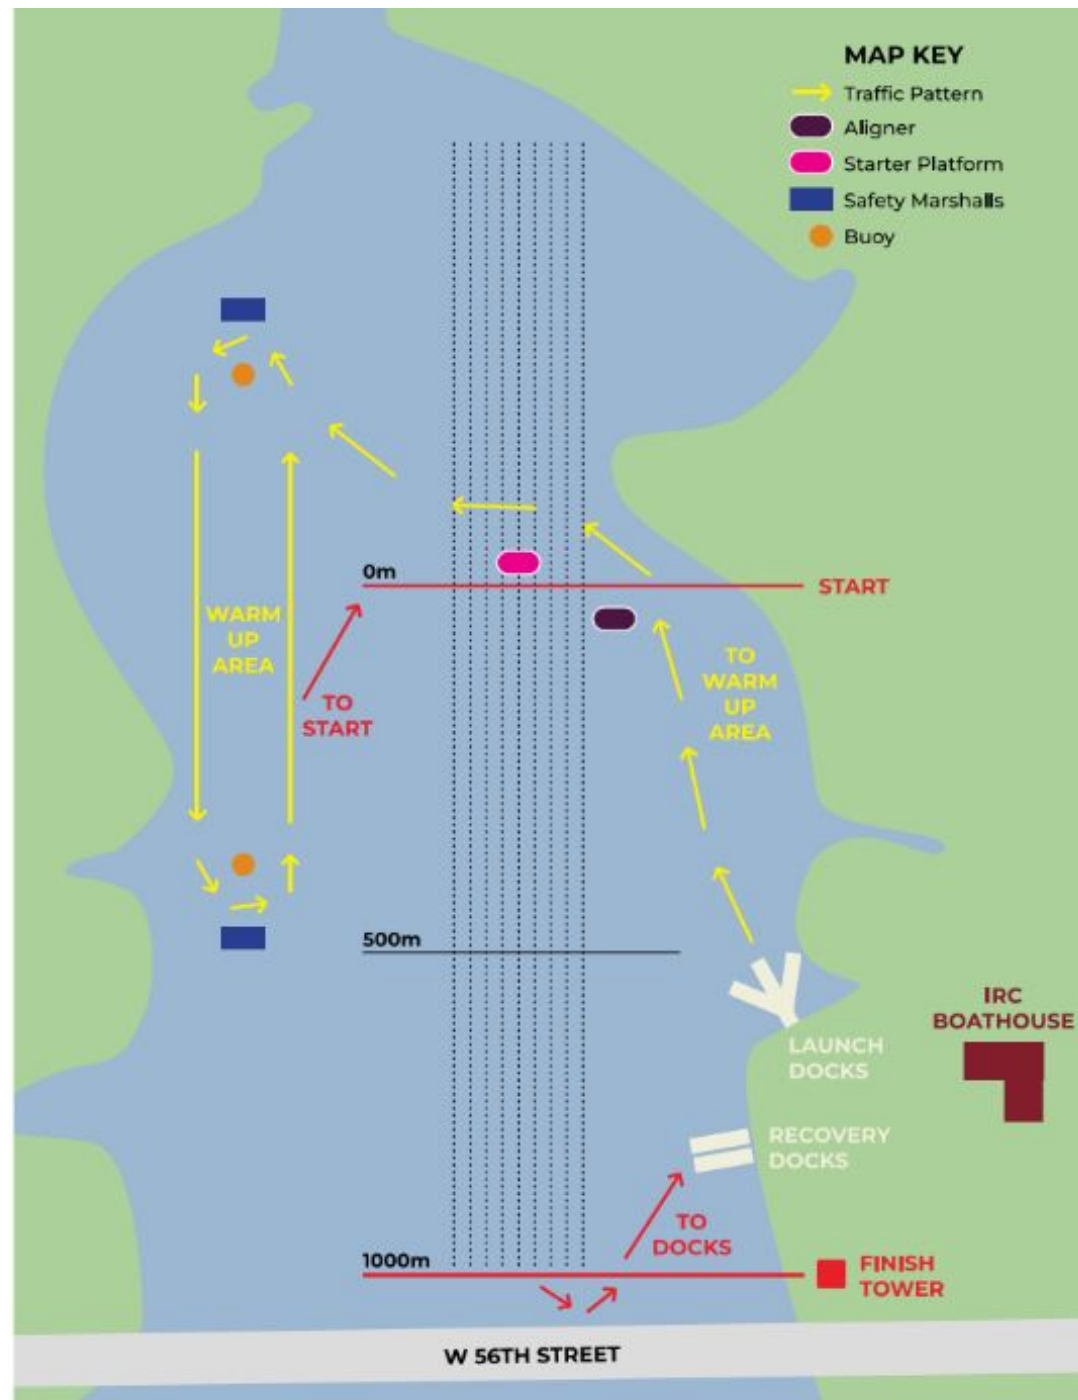 MAP KEY
Traffic Pattern
Aligner
Starter Platform
Safety Marshalls
Buoy
0m
START
WARM
UP
AREA
TO
START
TO
WARM
UP
AREA
500m
IRC
BOATHOUSE
LAUNCH
DOCKS
RECOVERY
DOCKS
TO
DOCKS
1000m
FINISH
TOWER
W 56TH STREET